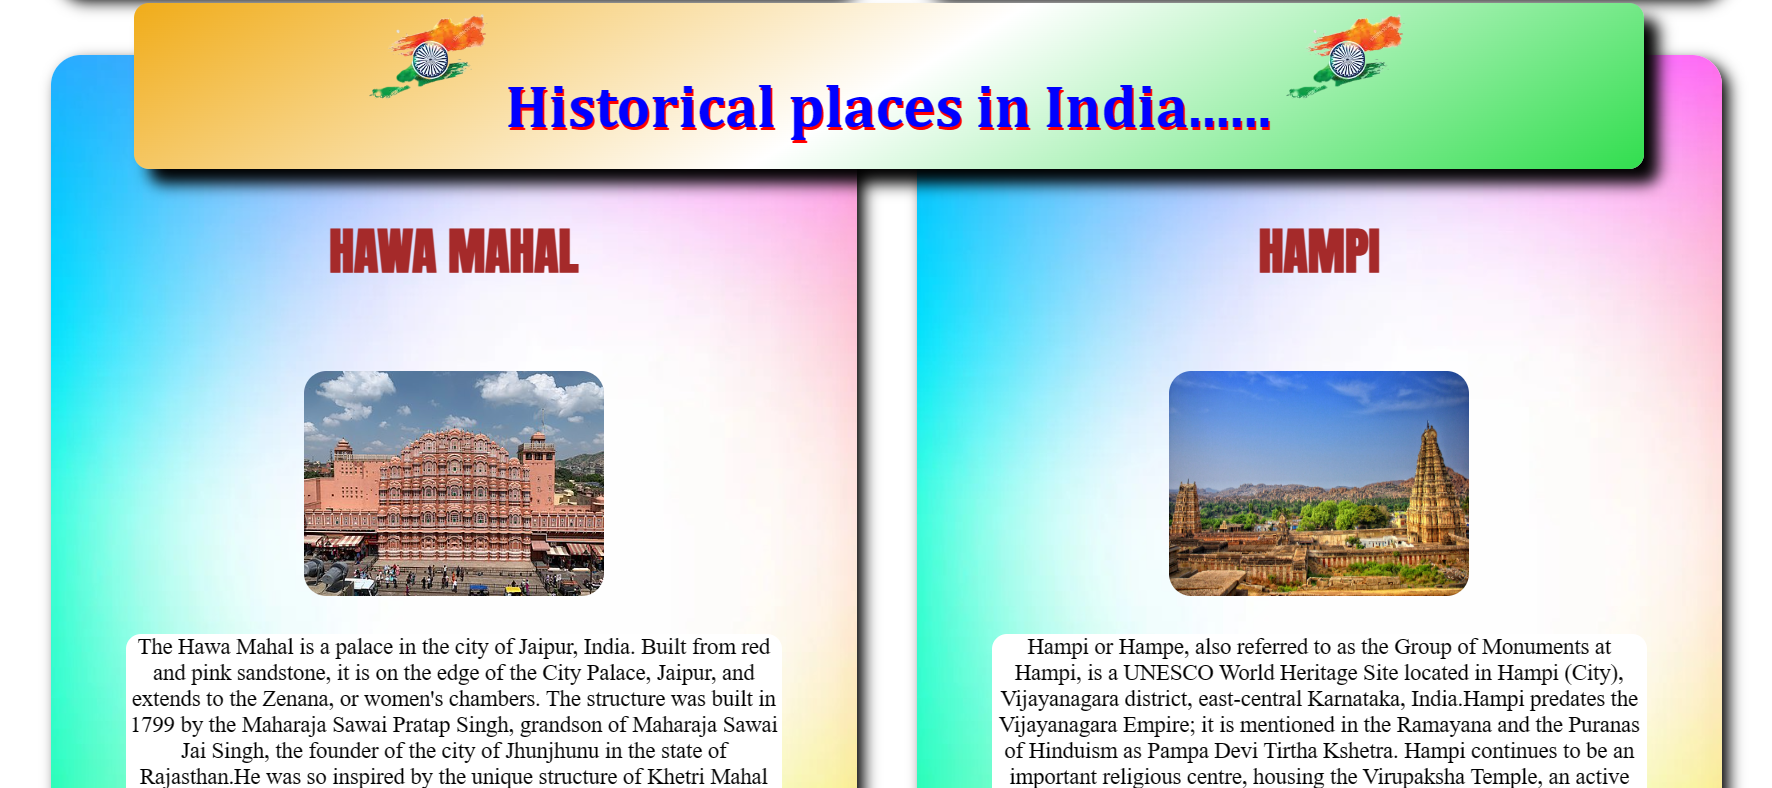 Historical places in India......
HAWA MAHAL
The Hawa Mahal is a palace in the city of Jaipur, India. Built from red
and pink sandstone, it is on the edge of the City Palace, Jaipur, and
extends to the Zenana, or women's chambers. The structure was built in
1799 by the Maharaja Sawai Pratap Singh, grandson of Maharaja Sawai
Jai Singh, the founder of the city of Jhunjhunu in the state of
Rajasthan.He was so inspired by the unique structure of Khetri Mahal
HAMPI
Hampi or Hampe, also referred to as the Group of Monuments at
Hampi, is a UNESCO World Heritage Site located in Hampi (City),
Vijayanagara district, east-central Karnataka, India.Hampi predates the
Vijayanagara Empire; it is mentioned in the Ramayana and the Puranas
of Hinduism as Pampa Devi Tirtha Kshetra. Hampi continues to be an
important religious centre, housing the Virupaksha Temple, an active